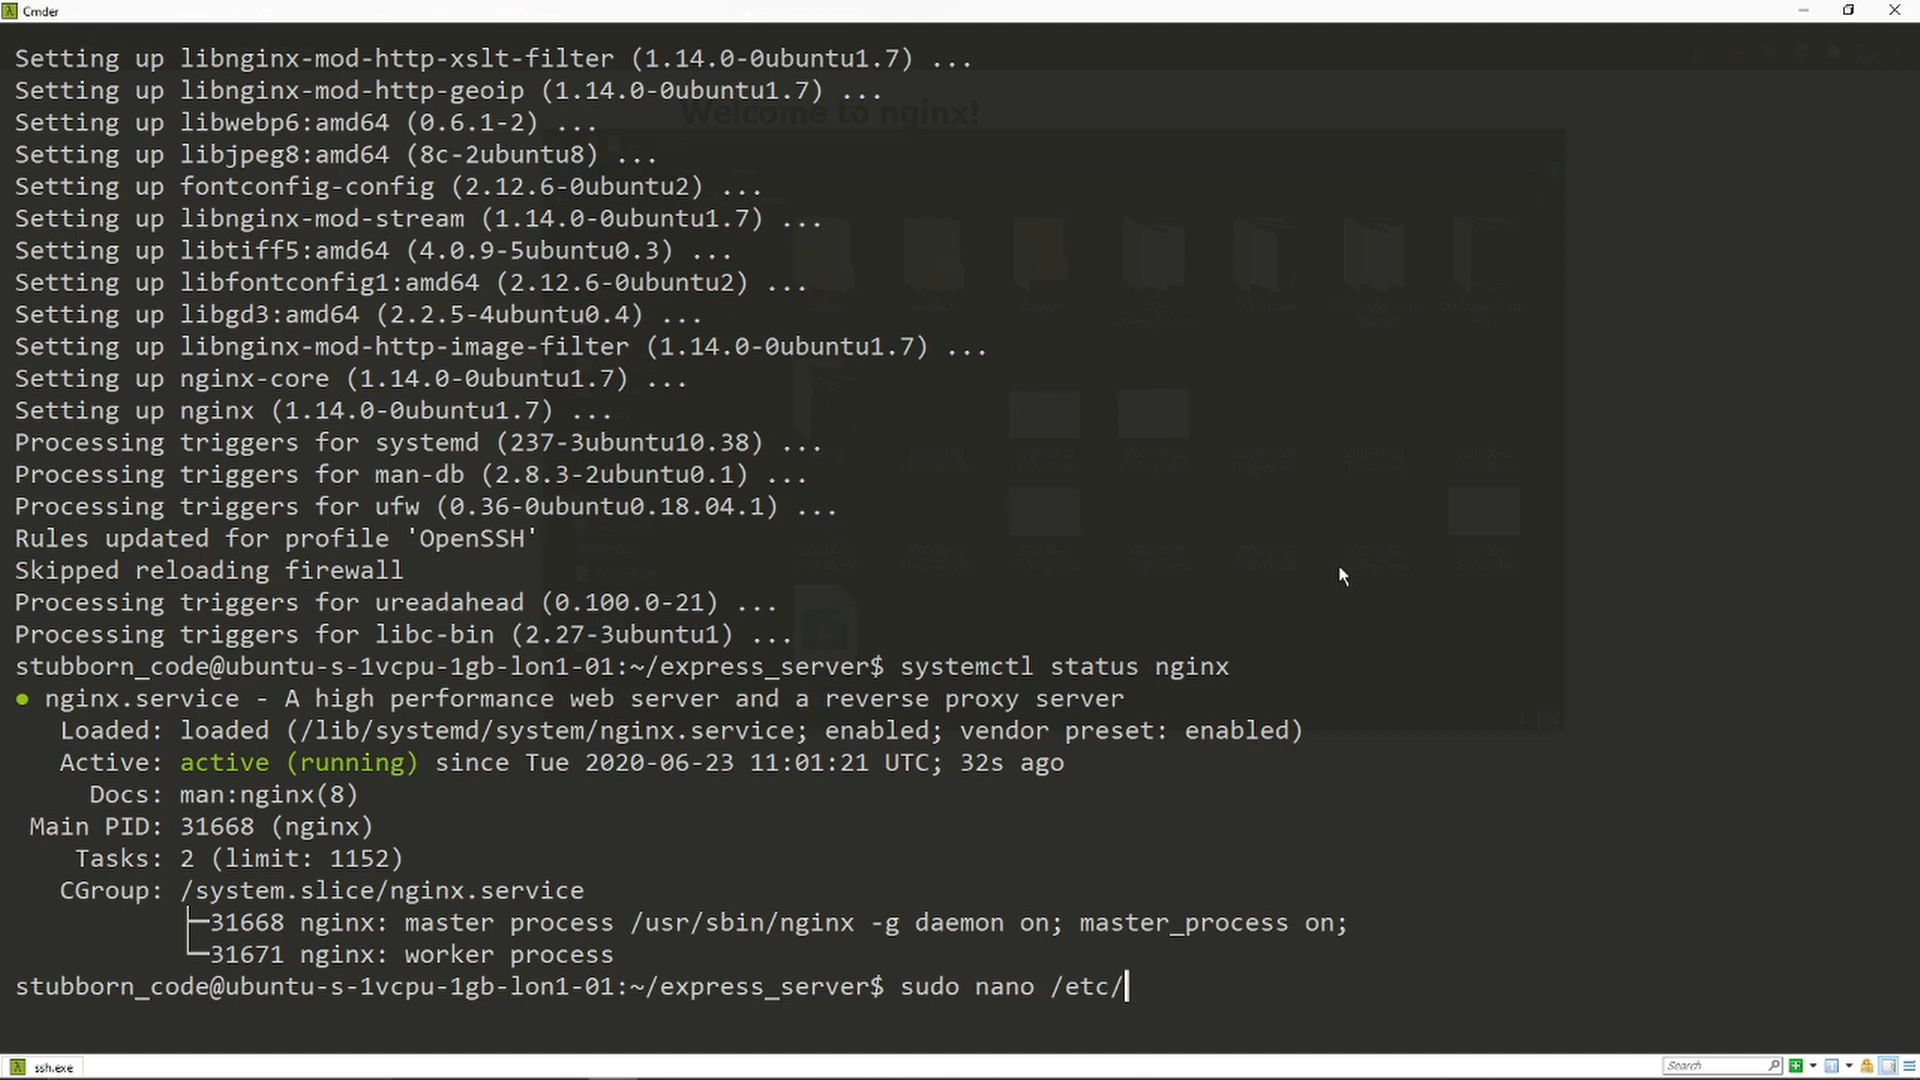 Cmder
Setting up libnginx-mod-http-xslt-filter (1.14.0-0ubuntu1.7) ...
Setting up libnginx-mod-http-geoip (1.14.0-0ubuntu1.7) ...
Welcome to nginx!
Setting up libwebp6:amd64 (0.6.1-2) ...
Setting up libjpeg8:amd64 (8c-2ubuntu8) ...
Setting up fontconfig-config (2.12.6-0ubuntu2) ...
Setting up libnginx-mod-stream (1.14.0-0ubuntu1.7) ...
Setting up libtiff5:amd64 (4.0.9-5ubuntu0.3) ...
Setting up libfontconfig1:amd64 (2.12.6-0ubuntu2) ...
Setting up libgd3:amd64 (2.2.5-4ubuntu0.4) ...
Setting up libnginx-mod-http-image-filter (1.14.0-0ubuntu1.7) ...
Setting up nginx-core (1.14.0-0ubuntu1.7) ...
Setting up nginx (1.14.0-0ubuntu1.7) ...
Processing triggers for systemd (237-3ubuntu10.38) ...
Processing triggers for man-db (2.8.3-2ubuntu0.1) ...
Processing triggers for ufw (0.36-0ubuntu0.18.04.1) ...
Rules updated for profile 'OpenSSH'
Skipped reloading firewall
Processing triggers for ureadahead (0.100.0-21) ...
Processing triggers for libc-bin (2.27-3ubuntu1) ...
stubborn_code@ubuntu-s-1vcpu-1gb-lon1-01:~/express_server$ systemctl status nginx
● nginx.service - A high performance web server and a reverse proxy server
Loaded: loaded (/lib/systemd/system/nginx.service; enabled; vendor preset: enabled)
Active: active (running) since Tue 2020-06-23 11:01:21 UTC; 32s ago
Docs: man:nginx(8)
Main PID: 31668 (nginx)
Tasks: 2 (limit: 1152)
CGroup: /system.slice/nginx.service
├─31668 nginx: master process /usr/sbin/nginx -g daemon on; master_process on;
└─31671 nginx: worker process
stubborn_code@ubuntu-s-1vcpu-1gb-lon1-01:~/express_server$ sudo nano /etc/
ssh.exe
Search